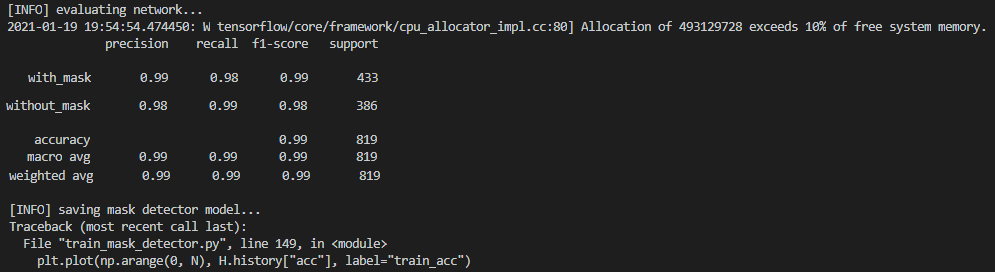 [INFO] evaluating network...
2021-01-19 19:54:54.474450: W tensorflow/core/framework/cpu_allocator_impl.cc:80] Allocation of 493129728 exceeds 10% of free system memory.
precision recall f1-score support
with_mask 0.99 0.98 0.99 433
without_mask 0.98 0.99 0.98 386
accuracy 0.99 819
macro avg 0.99 0.99 0.99 819
weighted avg 0.99 0.99 0.99 819
[INFO] saving mask detector model...
Traceback (most recent call last):
File "train_mask_detector.py", line 149, in <module>
plt.plot(np.arange(0, N), H.history["acc"], label="train_acc")